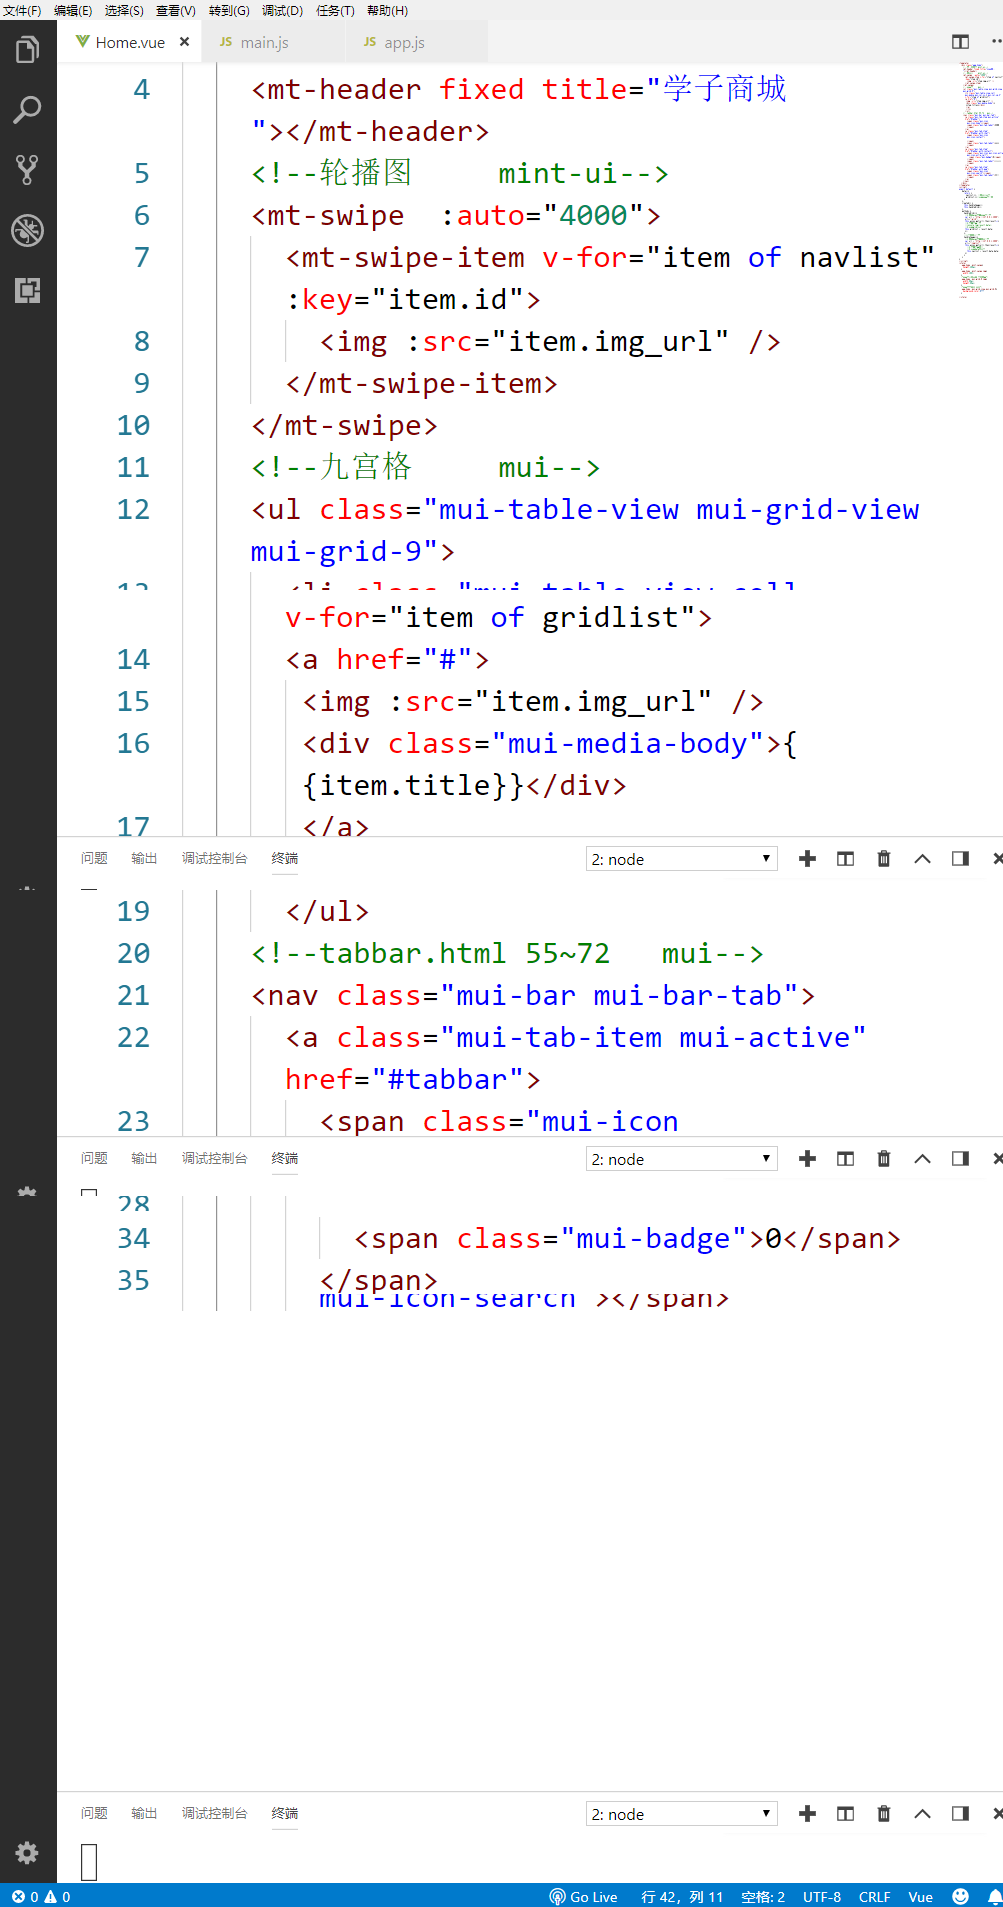 文件(F) 编辑(E) 选择(S) 查看(V) 转到(G) 调试(D) 任务(T) 帮助(H)
Home.vue × JS main.js JS app.js
4 <mt-header fixed title="学子商城
"></mt-header>
5 <!--轮播图 mint-ui-->
6 <mt-swipe :auto="4000">
7 <mt-swipe-item v-for="item of navlist"
:key="item.id">
8 <img :src="item.img_url" />
9 </mt-swipe-item>
10 </mt-swipe>
11 <!--九宫格 mui-->
12 <ul class="mui-table-view mui-grid-view
mui-grid-9">
13 <li class="mui-table-view-cell
v-for="item of gridlist">
14 <a href="#">
15 <img :src="item.img_url" />
16 <div class="mui-media-body">{
{item.title}}</div>
17 </a>
问题 输出 调试控制台 终端 2: node
19 </ul>
20 <!--tabbar.html 55~72 mui-->
21 <nav class="mui-bar mui-bar-tab">
22 <a class="mui-tab-item mui-active"
href="#tabbar">
23 <span class="mui-icon
问题 输出 调试控制台 终端 2: node
28
34 <span class="mui-badge">0</span>
35 </span>
mui-icon-search"></span>
问题 输出 调试控制台 终端 2: node
0 0 Go Live 行 42，列 11 空格: 2 UTF-8 CRLF Vue